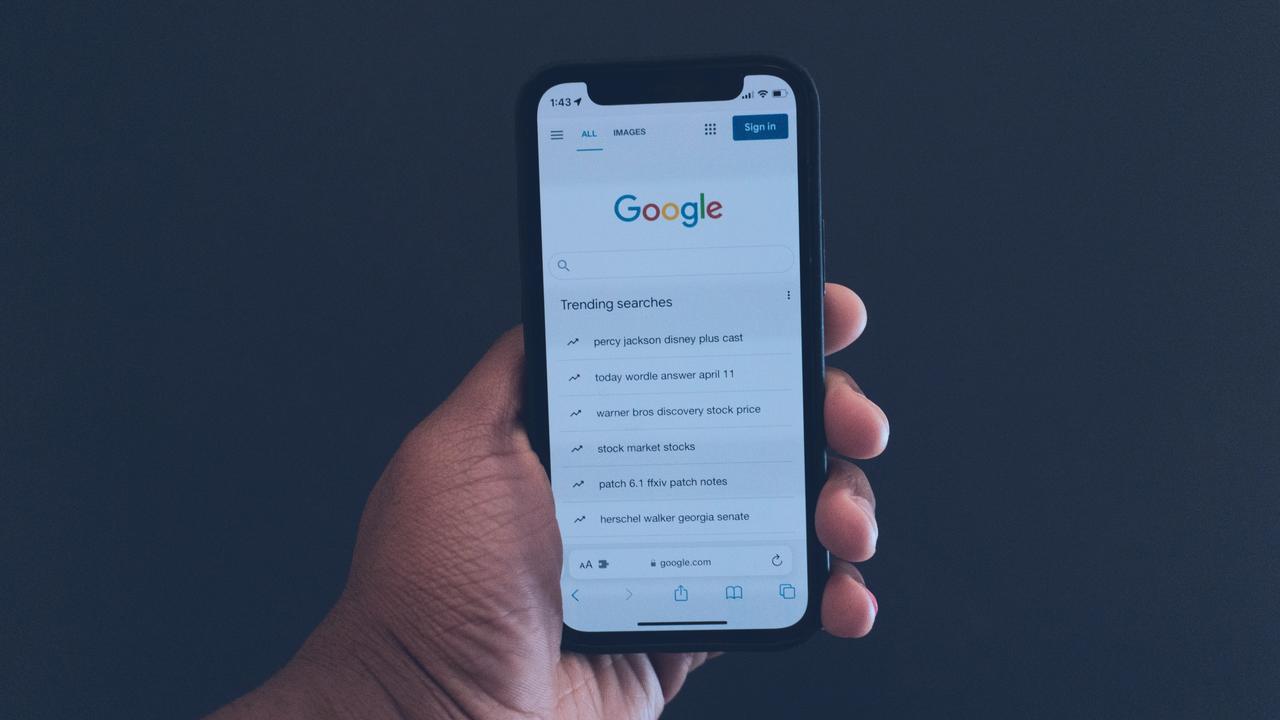 1:43
ALL IMAGES Sign in
Google
Trending searches
percy jackson disney plus cast
today wordle answer april 11
warner bros discovery stock price
stock market stocks
patch 6.1 ffxiv patch notes
herschel walker georgia senate
AA google.com